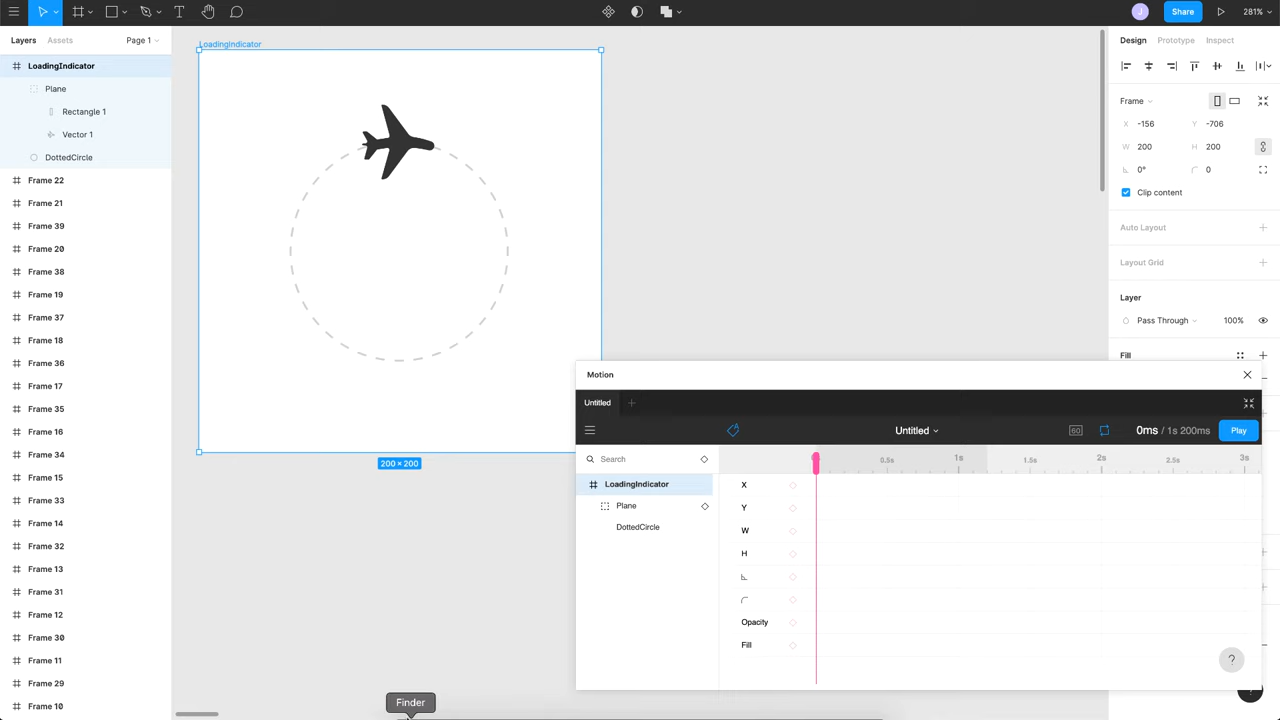 J
Share
281%
Layers
Assets
Page 1
Design
Prototype
Inspect
LoadingIndicator
LoadingIndicator
Plane
Rectangle 1
Vector 1
DottedCircle
Frame 22
Frame 21
Frame 39
Frame 20
Frame 38
Frame 19
Frame 37
Frame 18
Frame 36
Frame 17
Frame 35
Frame 16
Frame 34
Frame 15
Frame 33
Frame 14
Frame 32
Frame 13
Frame 31
Frame 12
Frame 30
Frame 11
Frame 29
Frame 10
200 × 200
Frame
X -156 Y -706
W 200 H 200
0° 0
Clip content
Auto Layout
Layout Grid
Layer
Pass Through 100%
Fill
Motion
Untitled
Untitled
60
0ms / 1s 200ms
Play
Search
0.5s 1s 1.5s 2s 2.5s 3s
LoadingIndicator
Plane
DottedCircle
X
Y
W
H
Opacity
Fill
?
Finder